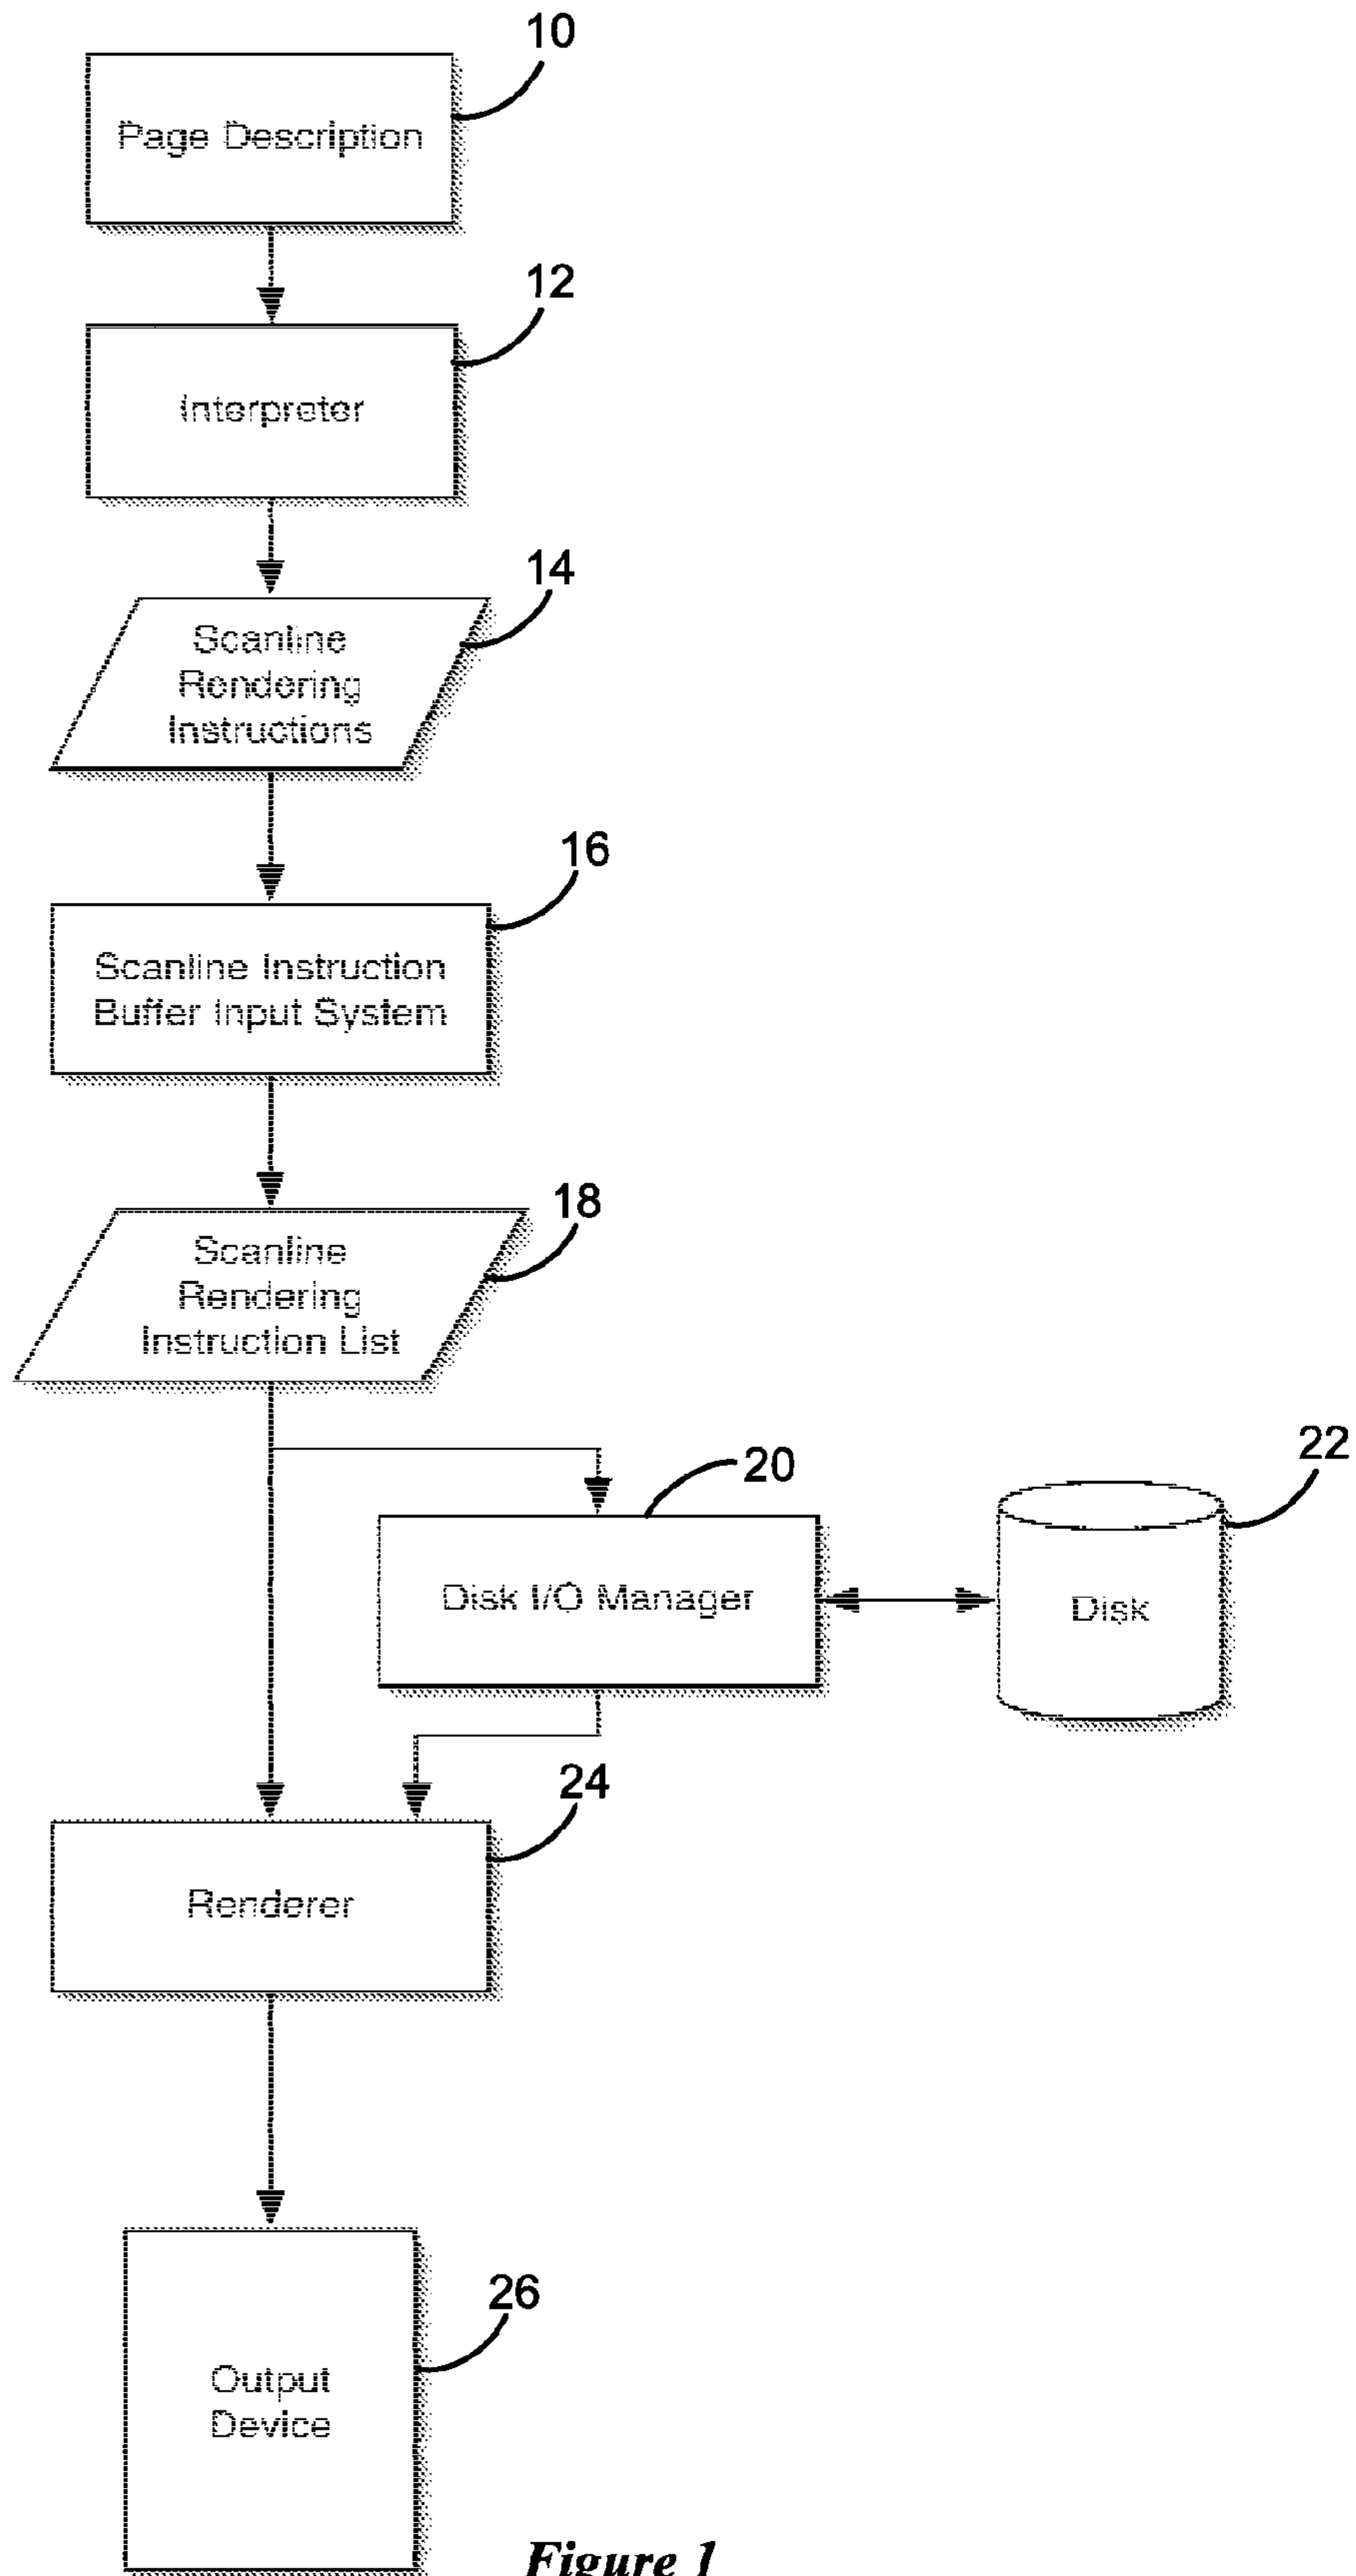 10
Page Description
12
Interpreter
14
Scanline
Rendering
Instructions
16
Scanline Instruction
Buffer Input System
18
Scanline
Rendering
Instruction List
20
22
Disk I/O Manager
Disk
24
Renderer
26
Output
Device
Figure 1